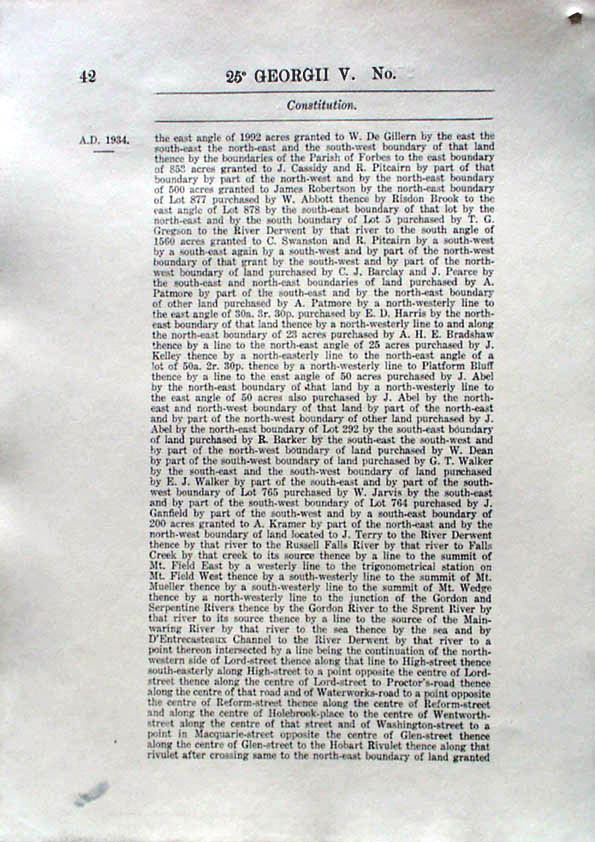 42
25° GEORGII V. No.
Constitution.
A.D. 1934.
the east angle of 1992 acres granted to W. De Gillern by the east the
south-east the north-east and the south-west boundary of that land
thence by the boundaries of the Parish of Forbes to the east boundary
of 853 acres granted to J. Cassidy and R. Pitcairn by part of that
boundary by part of the north-west and by the north-east boundary
of 500 acres granted to James Robertson by the north-east boundary
of Lot 877 purchased by W. Abbott thence by Risdon Brook to the
east angle of Lot 878 by the south-east boundary of that lot by the
north-east and by the south boundary of Lot 5 purchased by T. G.
Gregson to the River Derwent by that river to the south angle of
1560 acres granted to C. Swanston and R. Pitcairn by a south-west
by a south-east again by a south-west and by part of the north-west
boundary of that grant by the south-west and by part of the north-
west boundary of land purchased by C. J. Barclay and J. Pearce by
the south-east and north-east boundaries of land purchased by A.
Patmore by part of the south-east and by the north-east boundary
of other land purchased by A. Patmore by a north-westerly line to
the east angle of 30a. 3r. 30p. purchased by E. D. Harris by the north-
east boundary of that land thence by a north-westerly line to and along
the north-east boundary of 23 acres purchased by A. H. E. Bradshaw
thence by a line to the north-east angle of 25 acres purchased by J.
Kelley thence by a north-easterly line to the north-east angle of a
lot of 50a. 2r. 30p. thence by a north-westerly line to Platform Bluff
thence by a line to the east angle of 50 acres purchased by J. Abel
by the north-east boundary of that land by a north-westerly line to
the east angle of 50 acres also purchased by J. Abel by the north-
east and north-west boundary of that land by part of the north-east
and by part of the north-west boundary of other land purchased by J.
Abel by the north-east boundary of Lot 292 by the south-east boundary
of land purchased by R. Barker by the south-east the south-west and
by part of the north-west boundary of land purchased by W. Dean
by part of the south-west boundary of land purchased by G. T. Walker
by the south-east and the south-west boundary of land purchased
by E. J. Walker by part of the south-east and by part of the south-
west boundary of Lot 765 purchased by W. Jarvis by the south-east
and by part of the south-west boundary of Lot 764 purchased by J.
Ganfield by part of the south-west and by a south-east boundary of
200 acres granted to A. Kramer by part of the north-east and by the
north-west boundary of land located to J. Terry to the River Derwent
thence by that river to the Russell Falls River by that river to Falls
Creek by that creek to its source thence by a line to the summit of
Mt. Field East by a westerly line to the trigonometrical station on
Mt. Field West thence by a south-westerly line to the summit of Mt.
Mueller thence by a south-westerly line to the summit of Mt. Wedge
thence by a north-westerly line to the junction of the Gordon and
Serpentine Rivers thence by the Gordon River to the Sprent River by
that river to its source thence by a line to the source of the Main-
waring River by that river to the sea thence by the sea and by
D'Entrecasteaux Channel to the River Derwent by that river to a
point thereon intersected by a line being the continuation of the north-
western side of Lord-street thence along that line to High-street thence
south-easterly along High-street to a point opposite the centre of Lord-
street thence along the centre of Lord-street to Proctor's-road thence
along the centre of that road and of Waterworks-road to a point opposite
the centre of Reform-street thence along the centre of Reform-street
and along the centre of Holebrook-place to the centre of Wentworth-
street along the centre of that street and of Washington-street to a
point in Macquarie-street opposite the centre of Glen-street thence
along the centre of Glen-street to the Hobart Rivulet thence along that
rivulet after crossing same to the north-east boundary of land granted